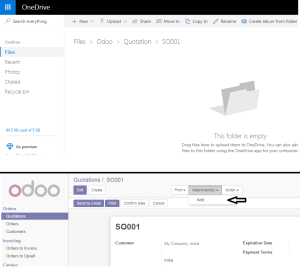 OneDrive
Search everything
+ New
Upload
Share
Move to
Copy to
Rename
Create album from folder
OneDrive
Files
Recent
Photos
Shared
Recycle bin
Files > Odoo > Quotation > SO001
This folder is empty
Drag files here to upload them to OneDrive. You can also add
files to this folder using the OneDrive app for your computer.
Go premium
odoo
Quotations / SO001
Edit
Create
Print
Attachment(s)
Action
Add...
Orders
Quotations
Orders
Customers
Invoicing
Orders to Invoice
Orders to Upsell
Catalog
Send by Email
Print
Confirm Sale
Cancel
SO001
Customer
My Company, India
India
Expiration Date
Payment Terms